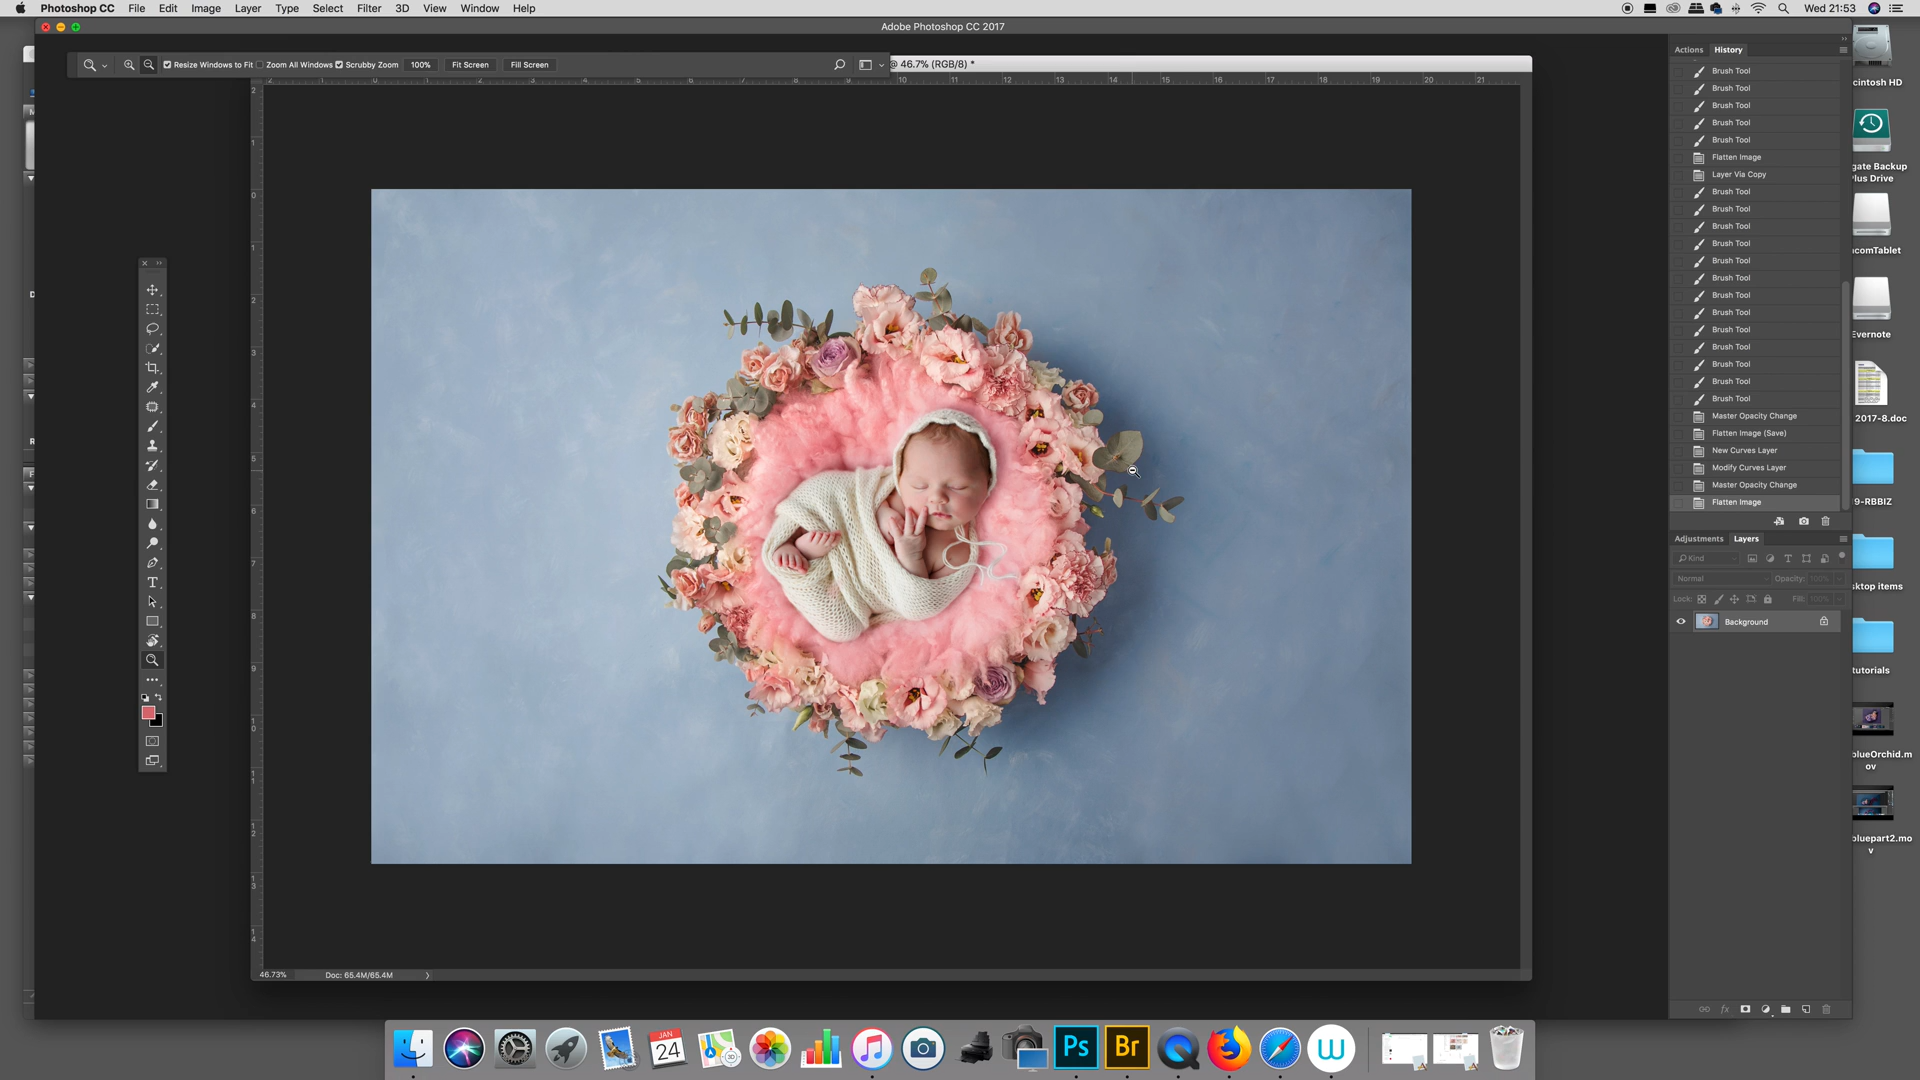 Photoshop CC File Edit Image Layer Type Select Filter 3D View Window Help Wed 21:53
Adobe Photoshop CC 2017
Resize Windows to Fit Zoom All Windows Scrubby Zoom 100% Fit Screen Fill Screen
@ 46.7% (RGB/8) *
Actions History
Brush Tool
Brush Tool
Brush Tool
Brush Tool
Brush Tool
Flatten Image
Layer Via Copy
Brush Tool
Brush Tool
Brush Tool
Brush Tool
Brush Tool
Brush Tool
Brush Tool
Brush Tool
Brush Tool
Brush Tool
Brush Tool
Brush Tool
Brush Tool
Master Opacity Change
Flatten Image (Save)
New Curves Layer
Modify Curves Layer
Master Opacity Change
Flatten Image
Adjustments Layers
Kind
Normal Opacity: 100%
Lock: Fill: 100%
Background
cintosh HD
gate Backup
Plus Drive
acomTablet
Evernote
2017-8.doc
9-RBBIZ
sktop items
tutorials
blueOrchid.m
ov
bluepart2.mo
v
46.73% Doc: 65.4M/65.4M
JAN
24
3D
Ps
Br